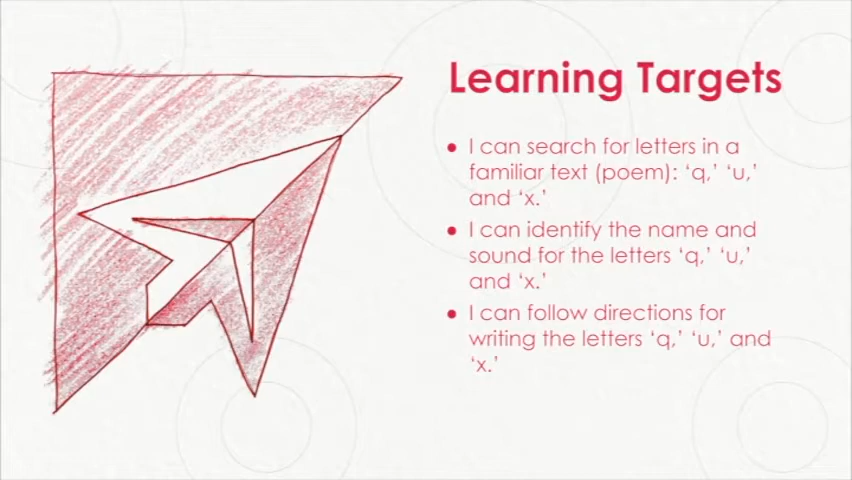 Learning Targets
• I can search for letters in a
familiar text (poem): ‘q,’ ‘u,’
and ‘x.’
• I can identify the name and
sound for the letters ‘q,’ ‘u,’
and ‘x.’
• I can follow directions for
writing the letters ‘q,’ ‘u,’ and
‘x.’